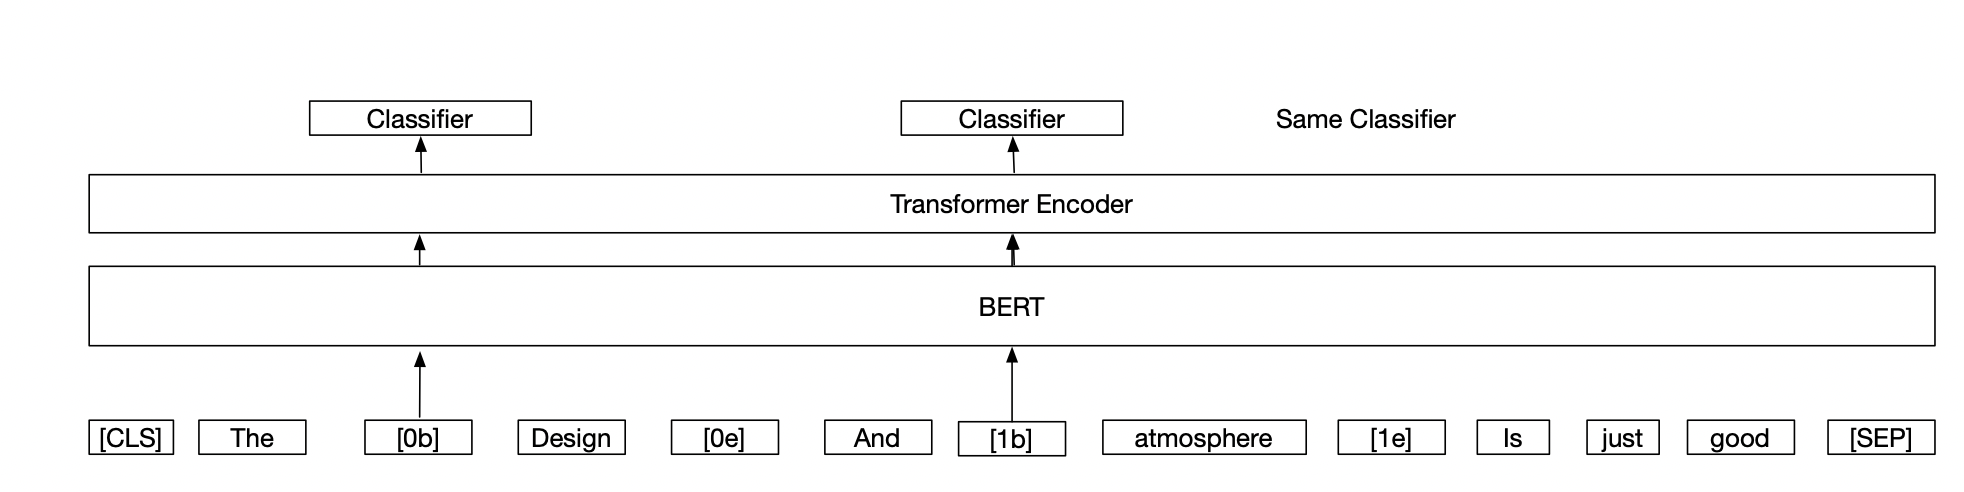 Classifier Classifier Same Classifier
Transformer Encoder
BERT
[CLS] The [0b] Design [0e] And [1b] atmosphere [1e] Is just good [SEP]